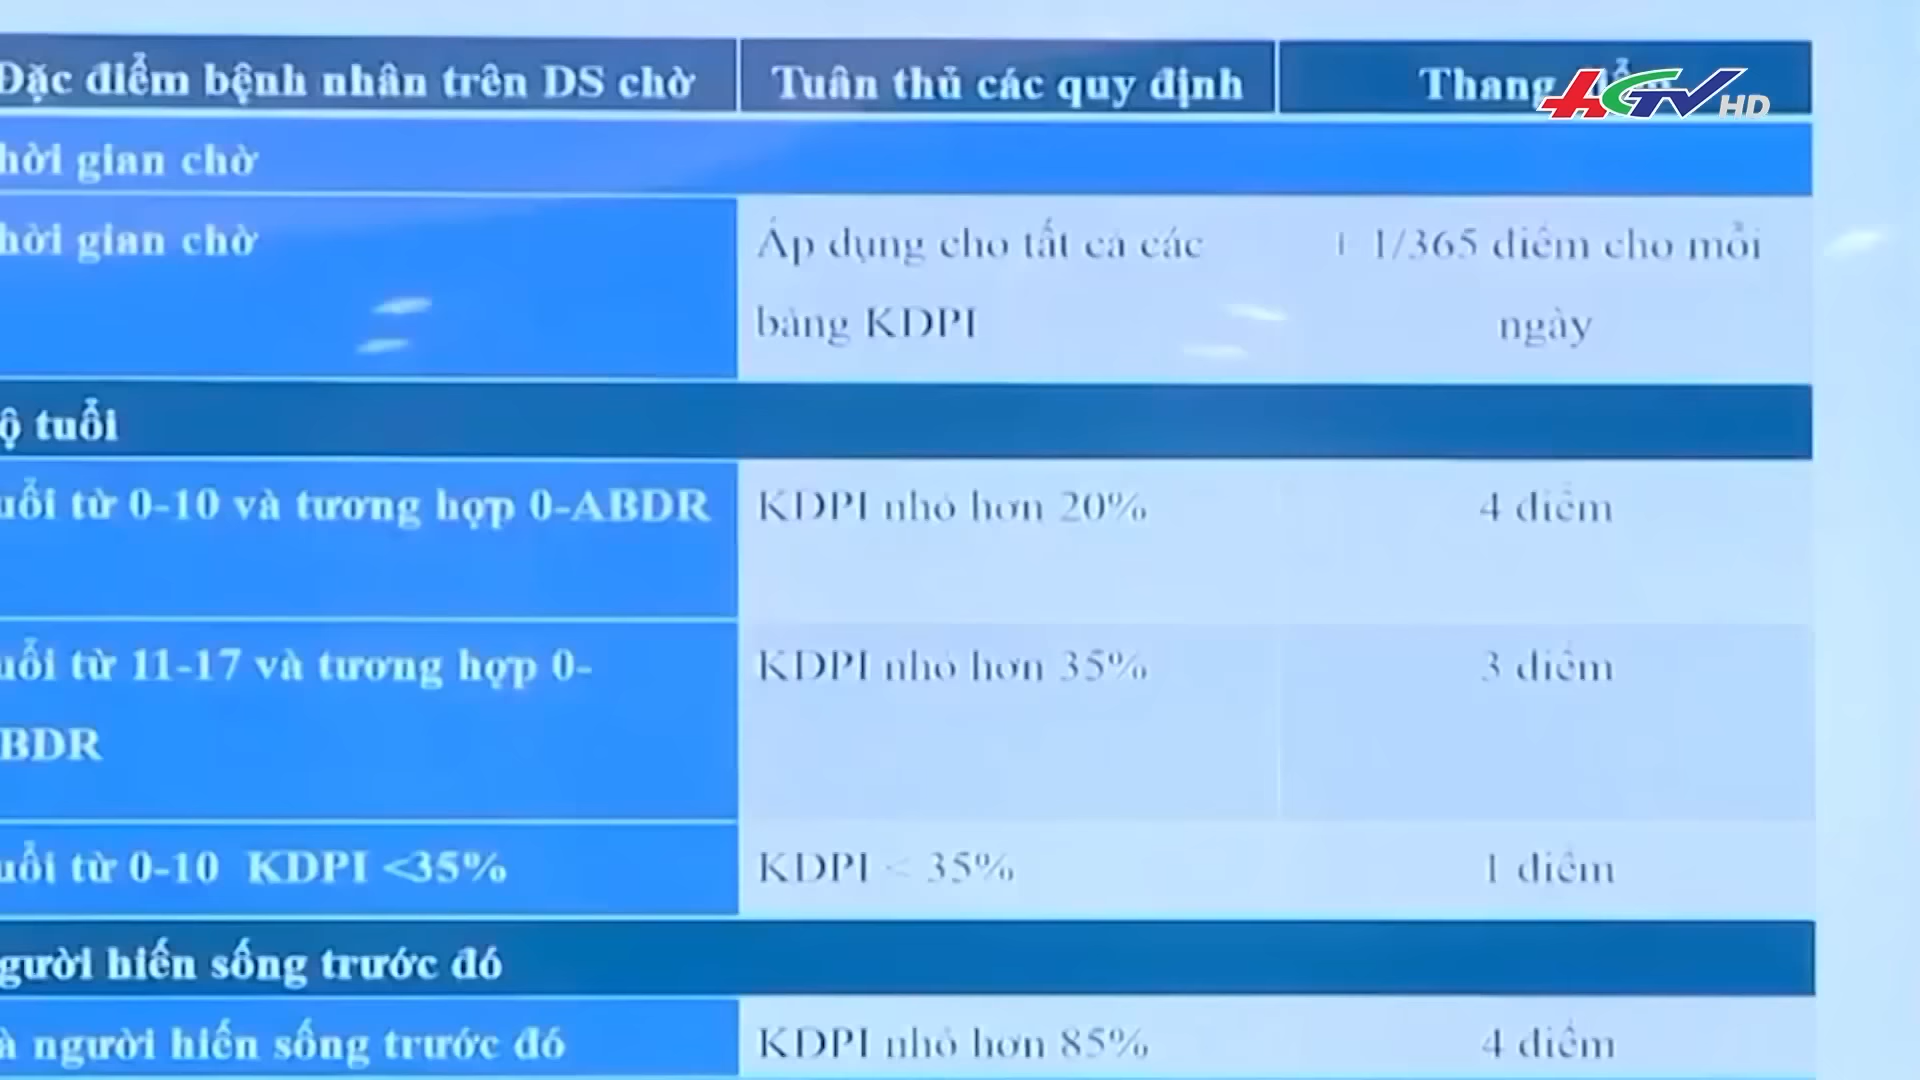 Đặc điểm bệnh nhân trên DS chờ
Tuân thủ các quy định
Thang
AGTV HD
hời gian chờ
hời gian chờ
Áp dụng cho tất cả các
bảng KDPI
+ 1/365 điểm cho mỗi
ngày
ộ tuổi
uổi từ 0-10 và tương hợp 0-ABDR
KDPI nhỏ hơn 20%
4 điểm
uổi từ 11-17 và tương hợp 0-
BDR
KDPI nhỏ hơn 35%
3 điểm
uổi từ 0-10 KDPI <35%
KDPI < 35%
1 điểm
gười hiến sống trước đó
à người hiến sống trước đó
KDPI nhỏ hơn 85%
4 điểm